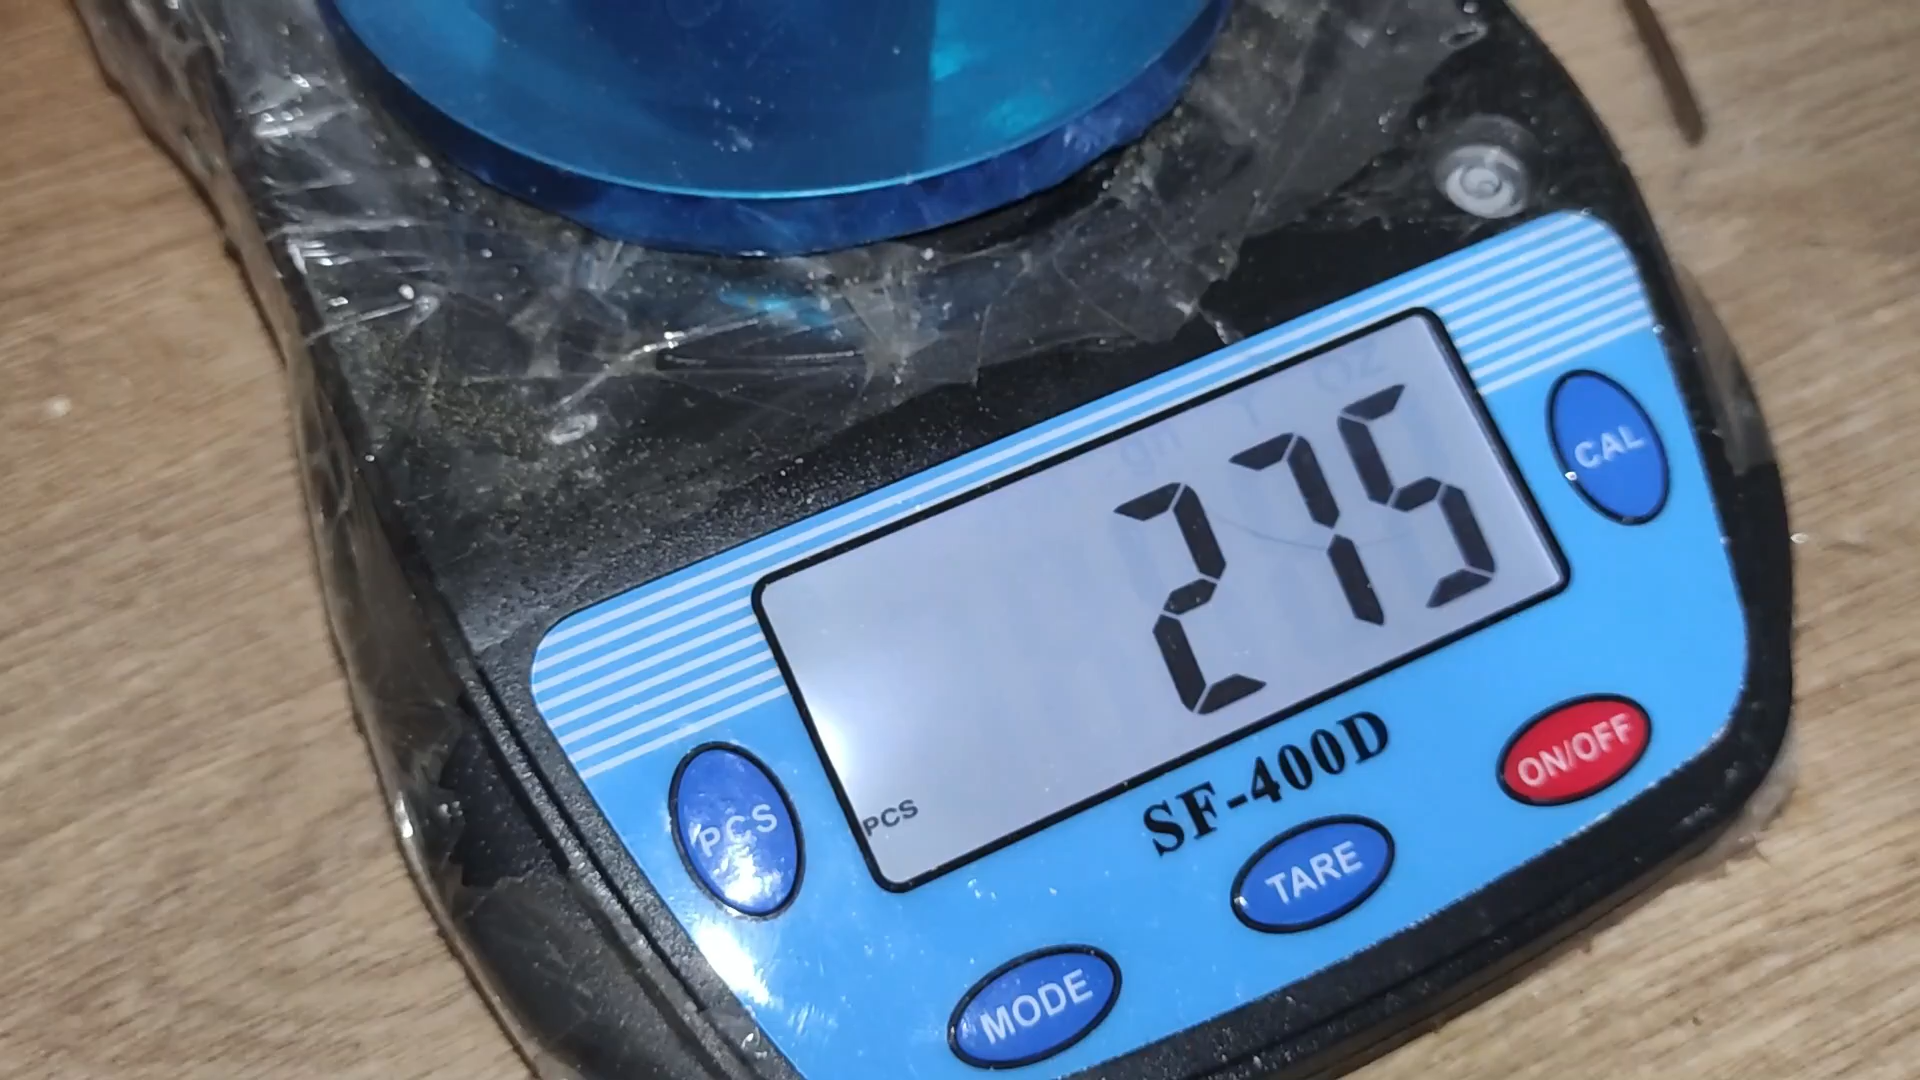 275
PCS
SF-400D
CAL
PCS
ON/OFF
TARE
MODE